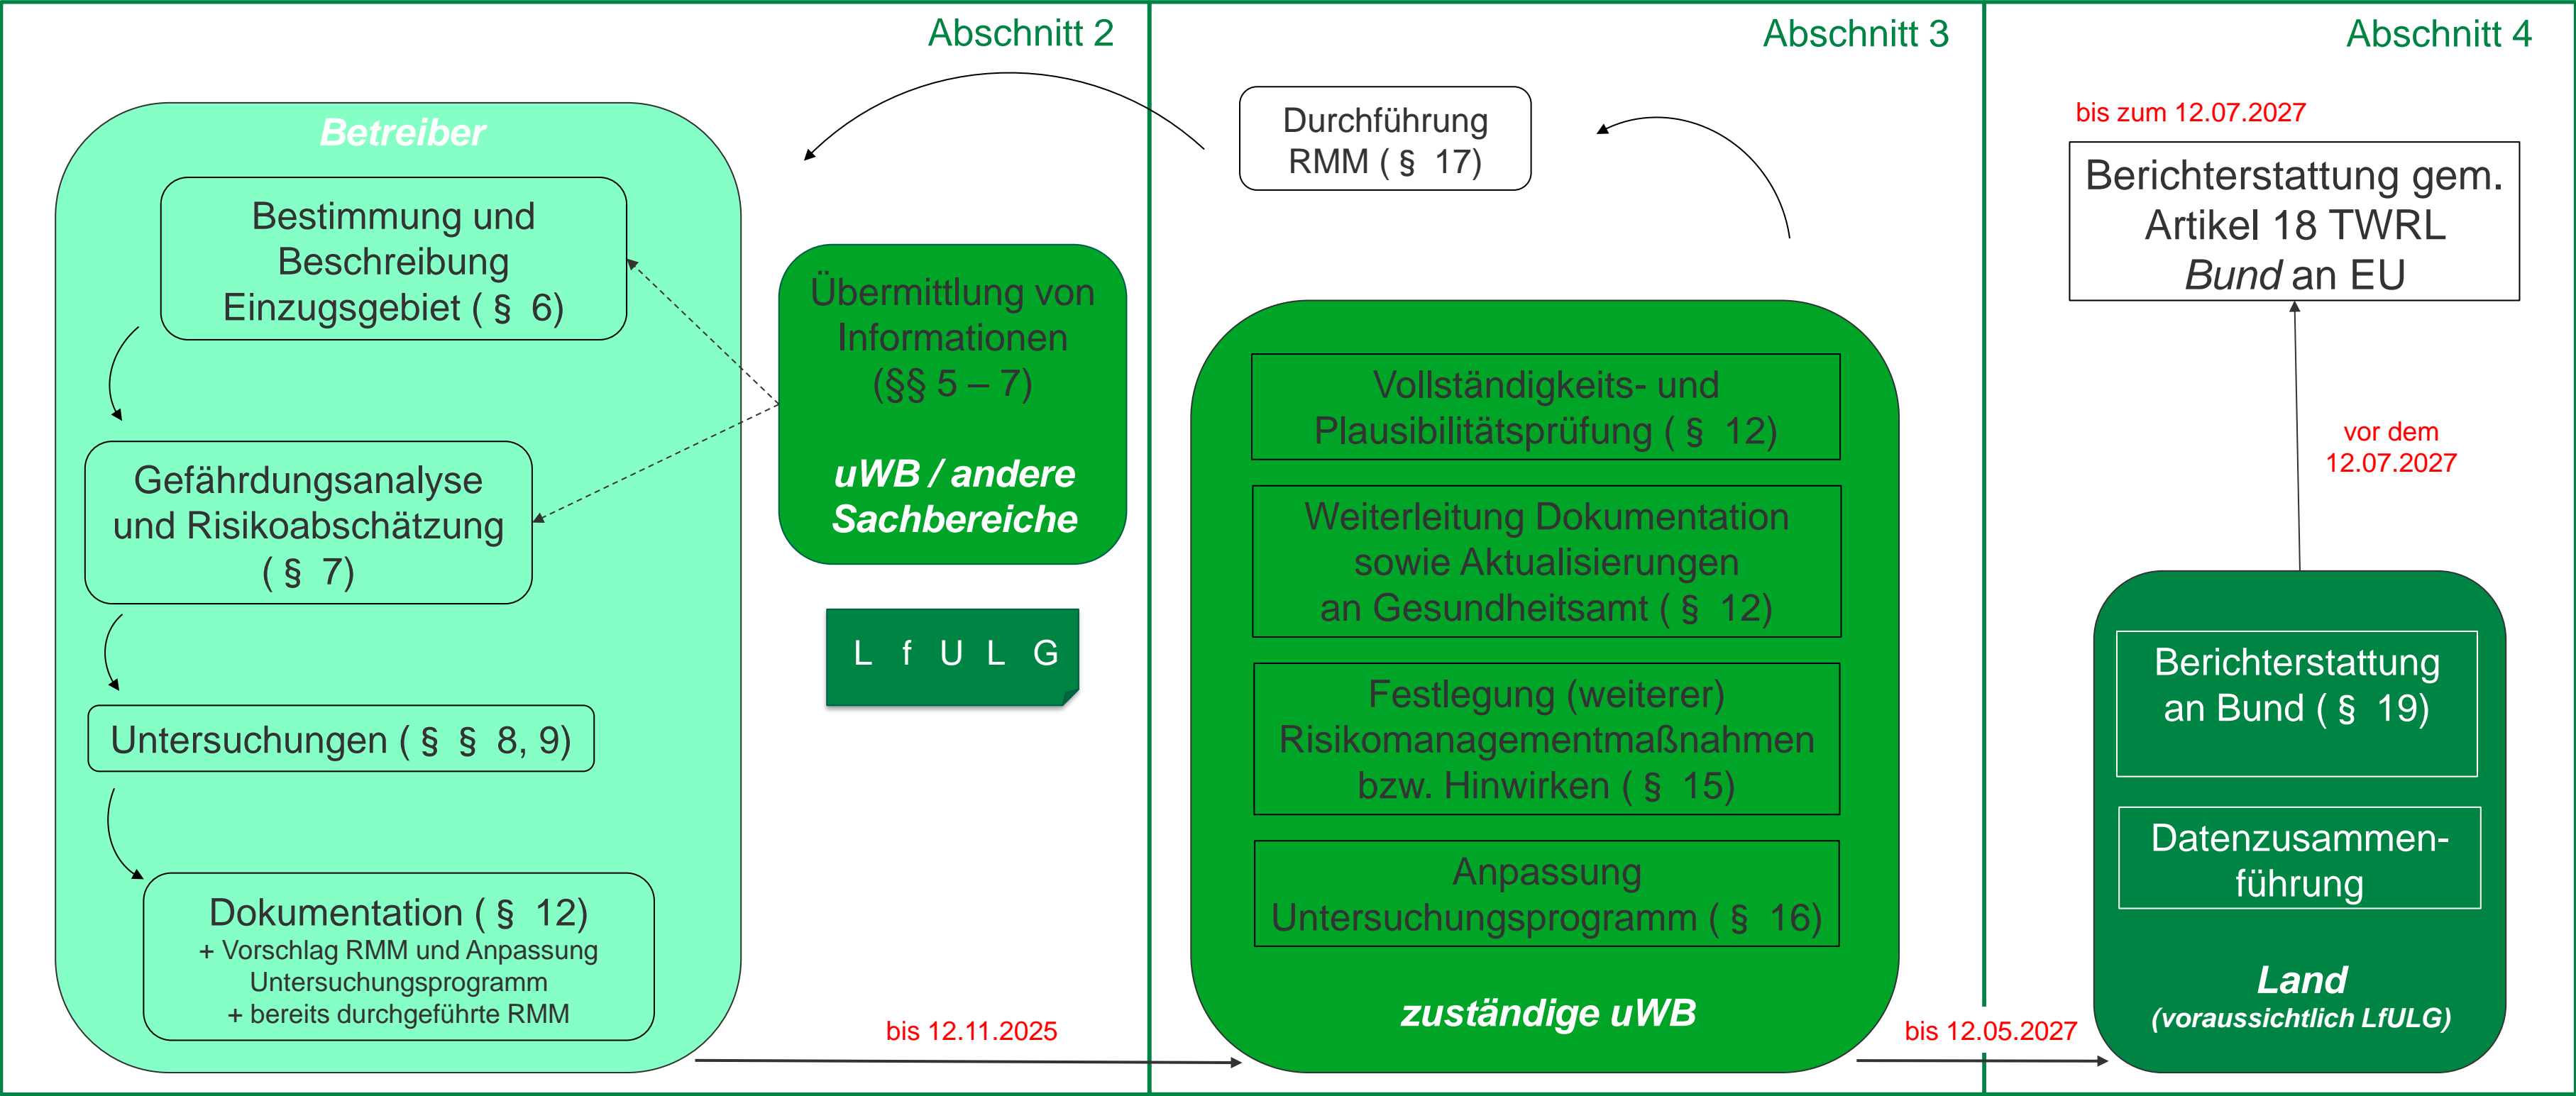 Abschnitt 2
Betreiber
Bestimmung und
Beschreibung
Einzugsgebiet ( § 6)
Gefährdungsanalyse
und Risikoabschätzung
( § 7)
Untersuchungen ( § § 8, 9)
Dokumentation ( § 12)
+ Vorschlag RMM und Anpassung
Untersuchungsprogramm
+ bereits durchgeführte RMM
Übermittlung von
Informationen
(§§ 5 – 7)
uWB / andere
Sachbereiche
L f U L G
bis 12.11.2025
Abschnitt 3
Durchführung
RMM ( § 17)
Vollständigkeits- und
Plausibilitätsprüfung ( § 12)
Weiterleitung Dokumentation
sowie Aktualisierungen
an Gesundheitsamt ( § 12)
Festlegung (weiterer)
Risikomanagementmaßnahmen
bzw. Hinwirken ( § 15)
Anpassung
Untersuchungsprogramm ( § 16)
zuständige uWB
bis 12.05.2027
Abschnitt 4
bis zum 12.07.2027
Berichterstattung gem.
Artikel 18 TWRL
Bund an EU
vor dem
12.07.2027
Berichterstattung
an Bund ( § 19)
Datenzusammen-
führung
Land
(voraussichtlich LfULG)